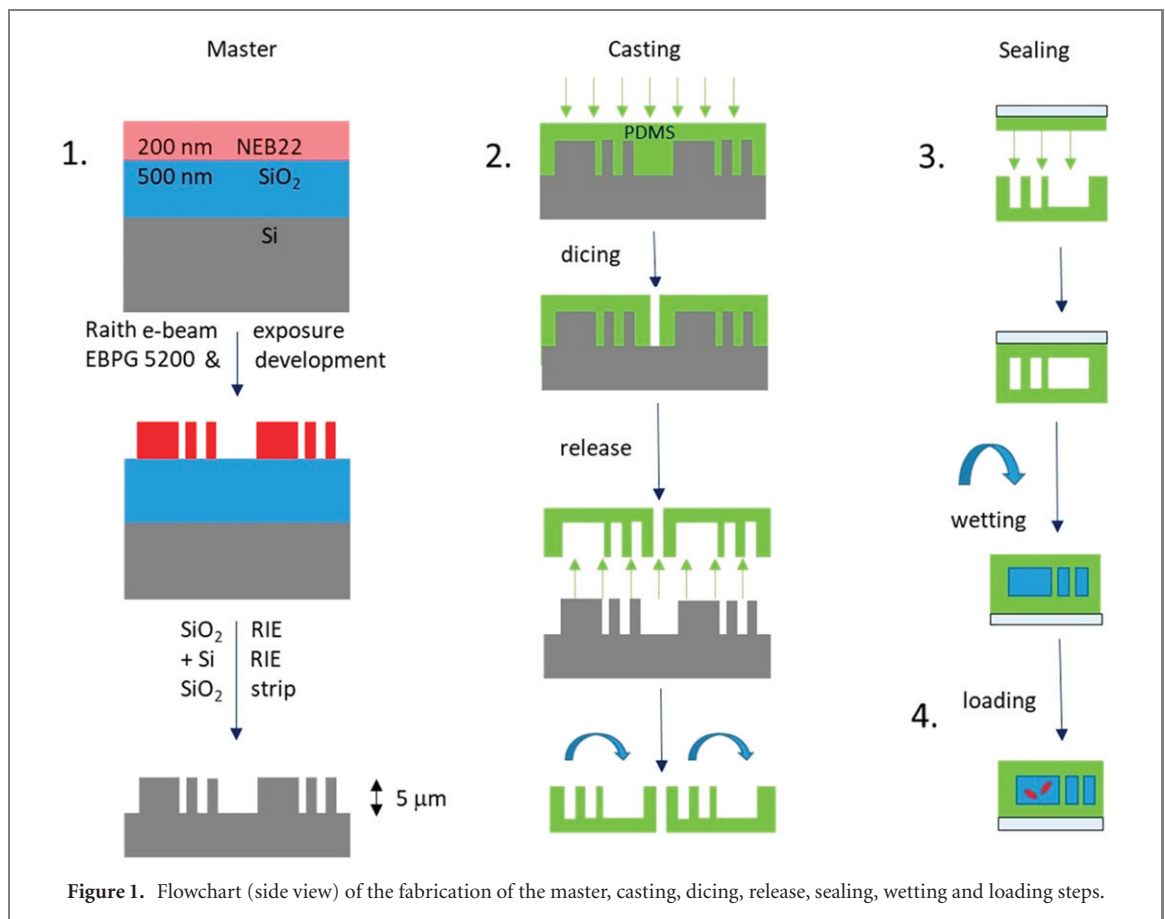 Master
1.
200 nm NEB22
500 nm SiO₂
Si
Raith e-beam exposure
EBPG 5200 & development
SiO₂ RIE
+ Si RIE
SiO₂ strip
5 μm
Casting
2.
PDMS
dicing
release
Sealing
3.
wetting
4.
loading
Figure 1. Flowchart (side view) of the fabrication of the master, casting, dicing, release, sealing, wetting and loading steps.